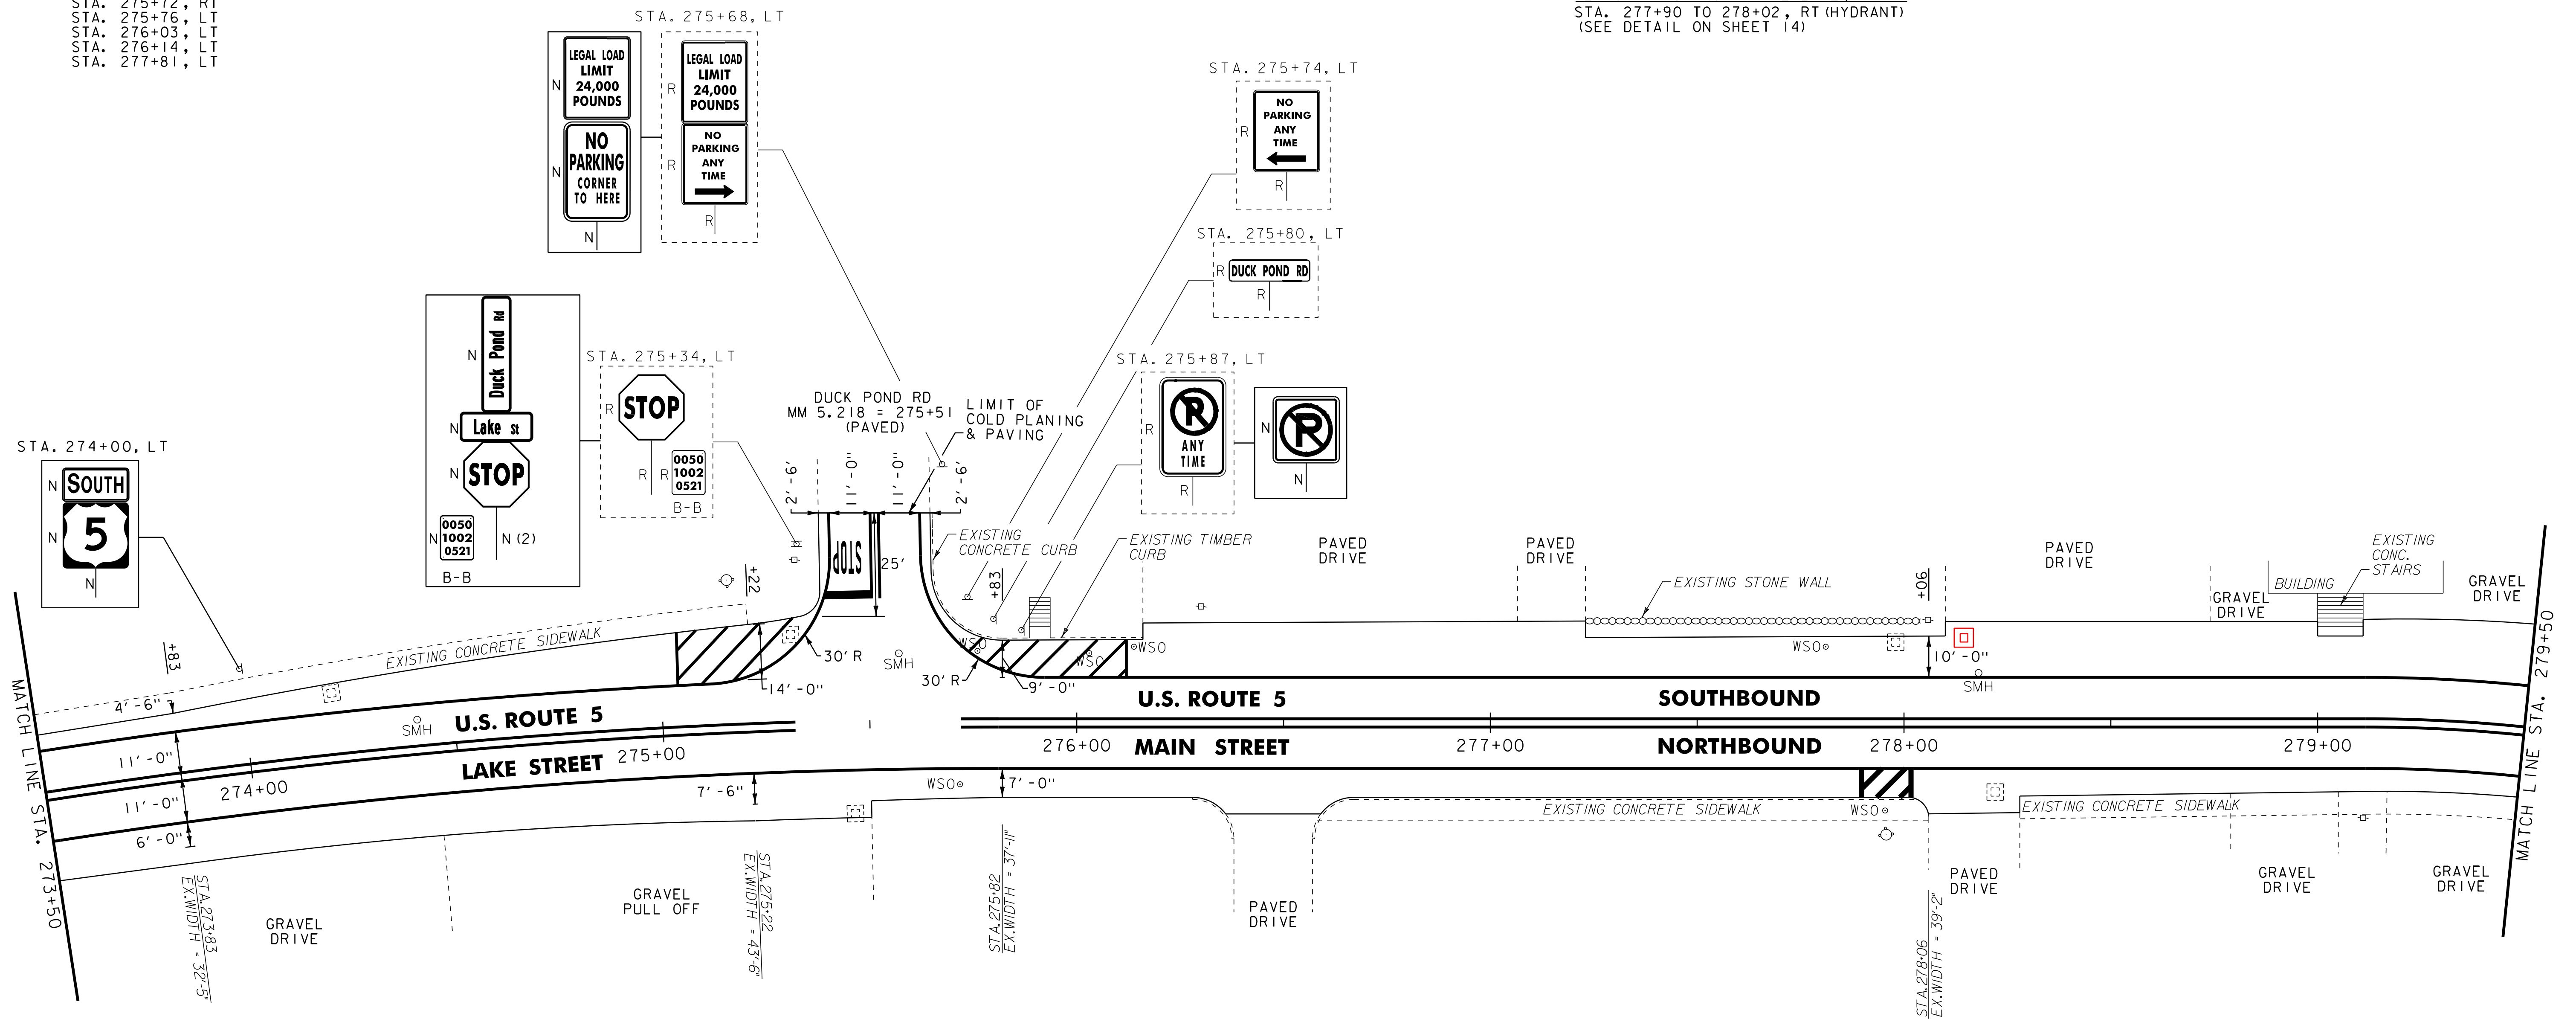 STA. 275+72, RT
STA. 275+76, LT
STA. 276+03, LT
STA. 276+14, LT
STA. 277+81, LT
STA. 277+90 TO 278+02, RT (HYDRANT)
(SEE DETAIL ON SHEET 14)
STA. 275+68, LT
N
LEGAL LOAD
LIMIT
24,000
POUNDS
N
NO
PARKING
CORNER
TO HERE
N
R
LEGAL LOAD
LIMIT
24,000
POUNDS
R
NO
PARKING
ANY
TIME
R
STA. 275+74, LT
R
NO
PARKING
ANY
TIME
R
STA. 275+80, LT
R
DUCK POND RD
R
STA. 275+87, LT
R
P
ANY
TIME
R
N
P
N
N
Duck Pond Rd
N
Lake St
N
STOP
N
0050
1002
0521
N (2)
B-B
STA. 275+34, LT
R
STOP
R
R
0050
1002
0521
B-B
STA. 274+00, LT
N
SOUTH
N
5
N
DUCK POND RD
MM 5.218 = 275+51
(PAVED)
LIMIT OF
COLD PLANING
& PAVING
2'-6'
11'-0"
11'-0"
2'-6'
STOP
25'
EXISTING
CONCRETE CURB
EXISTING TIMBER
CURB
+83
+22
+83
+06
PAVED
DRIVE
PAVED
DRIVE
EXISTING STONE WALL
PAVED
DRIVE
GRAVEL
DRIVE
BUILDING
EXISTING
CONC.
STAIRS
GRAVEL
DRIVE
EXISTING CONCRETE SIDEWALK
30' R
14'-0"
SMH
30' R
9'-0"
WSO
WSO
WSO
WSO
10'-0"
SMH
4'-6"
SMH
U.S. ROUTE 5
U.S. ROUTE 5
SOUTHBOUND
11'-0"
11'-0"
6'-0"
274+00
LAKE STREET
275+00
276+00
MAIN STREET
277+00
NORTHBOUND
278+00
279+00
7'-6"
WSO
7'-0"
EXISTING CONCRETE SIDEWALK
WSO
EXISTING CONCRETE SIDEWALK
MATCH LINE STA. 273+50
MATCH LINE STA. 279+50
GRAVEL
DRIVE
GRAVEL
PULL OFF
PAVED
DRIVE
PAVED
DRIVE
GRAVEL
DRIVE
GRAVEL
DRIVE
STA.273+83
EX.WIDTH = 32'-5"
STA.275+22
EX.WIDTH = 43'-6"
STA.275+82
EX.WIDTH = 37'-11"
STA.278+06
EX.WIDTH = 39'-2"